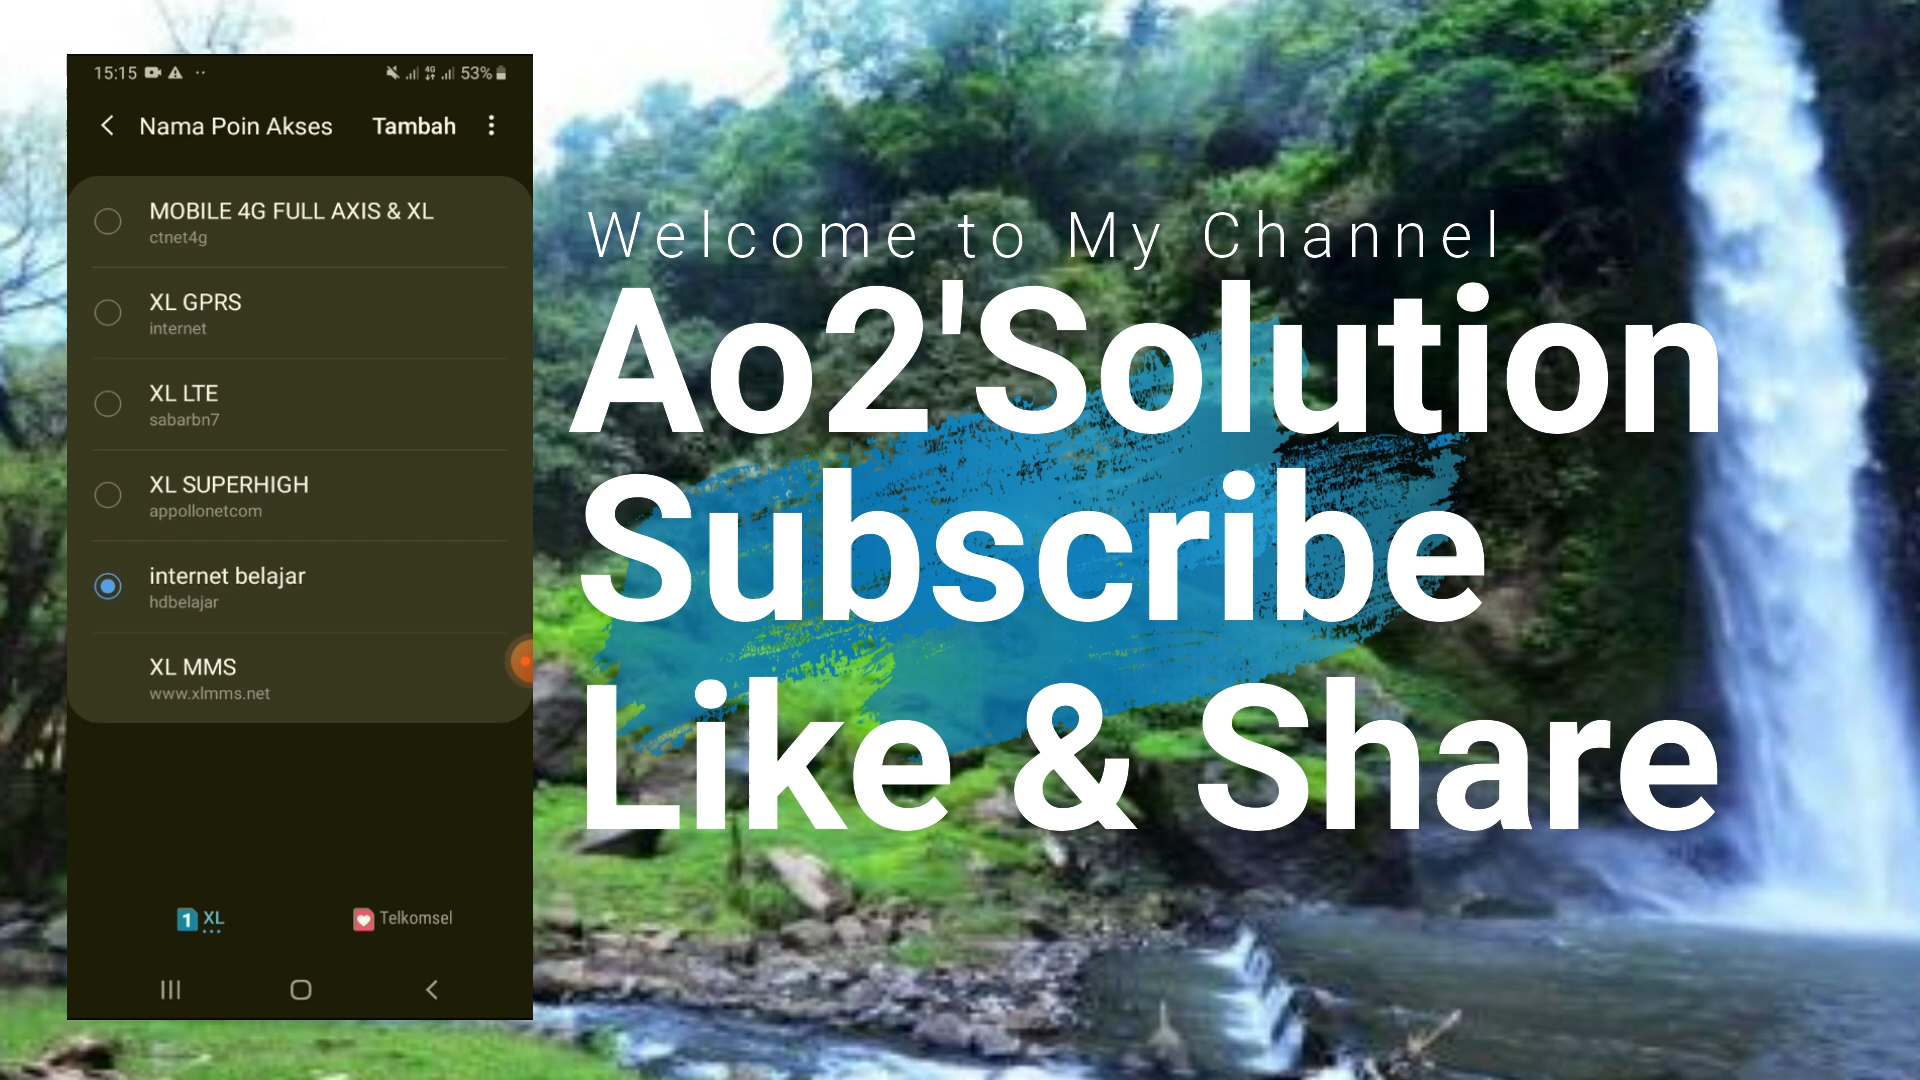 15:15
4G
53%
Nama Poin Akses Tambah
MOBILE 4G FULL AXIS & XL
ctnet4g
XL GPRS
internet
XL LTE
sabarbn7
XL SUPERHIGH
appollonetcom
internet belajar
hdbelajar
XL MMS
www.xlmms.net
1 XL
Telkomsel
Welcome to My Channel
Ao2'Solution
Subscribe
Like & Share